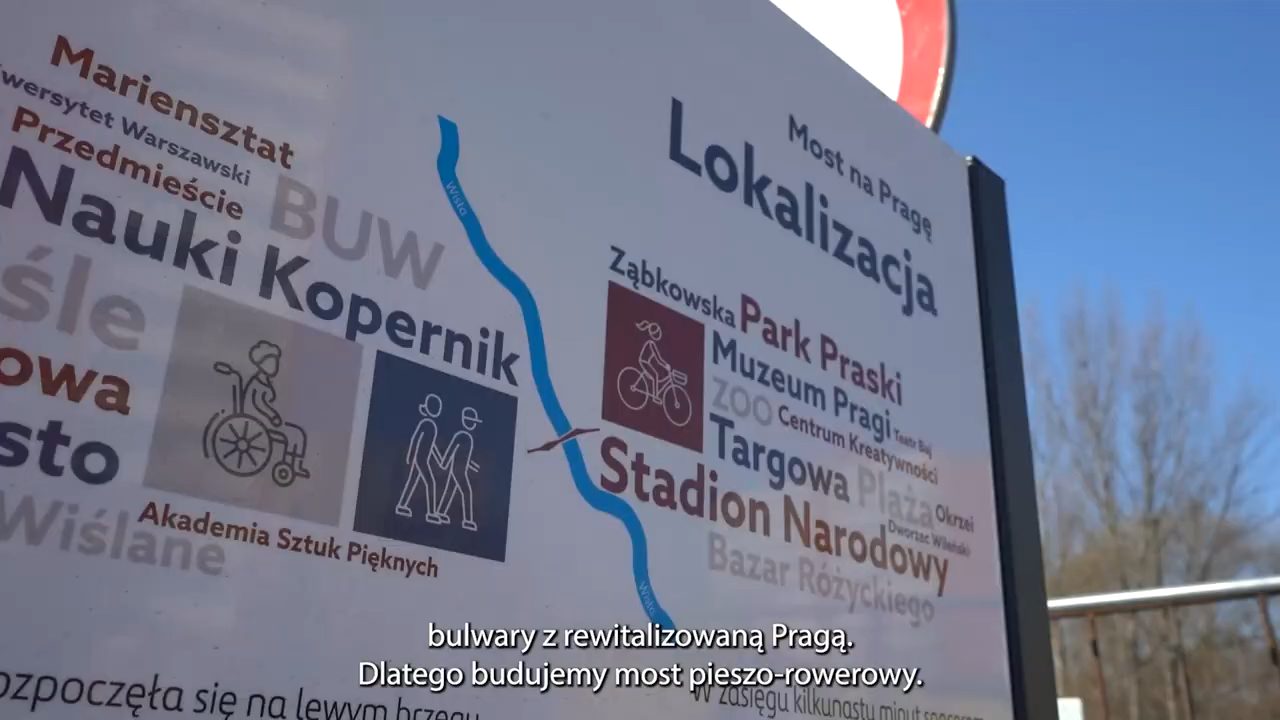 Mariensztat
wersytet Warszawski
Przedmieście
BUW
Nauki Kopernik
śle
owa
sto
Wiślane
Akademia Sztuk Pięknych
Wisła
Wisła
Most na Pragę
Lokalizacja
Ząbkowska
Park Praski
Muzeum Pragi
Teatr Baj
ZOO
Centrum Kreatywności
Targowa
Plaża
Okrzei
Dworzec Wileński
Stadion Narodowy
Bazar Różyckiego
ozpoczęła się na lewym brzegu
W zasięgu kilkunastu minut spacerem
bulwary z rewitalizowaną Pragą.
Dlatego budujemy most pieszo-rowerowy.